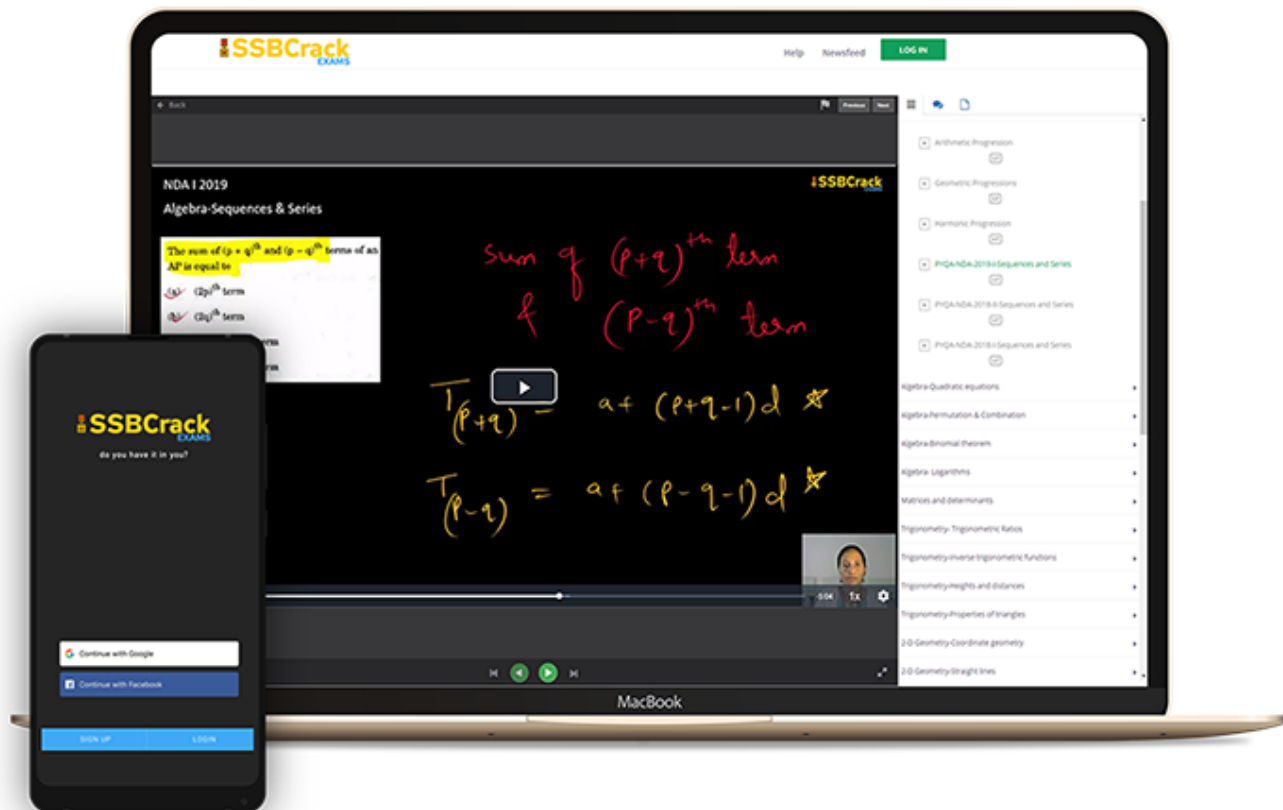 SSBCrack
EXAMS
Help Newsfeed LOG IN
Back
Previous Next
NDA I 2019
SSBCrack
Algebra-Sequences & Series
The sum of (p + q)th and (p − q)th terms of an
AP is equal to
(a) (2p)th term
(b) (2q)th term
erm
rm
sum of (p+q)th term
& (p-q)th term
T(p+q) = a+ (p+q-1)d
T(p-q) = a+ (p-q-1)d
-0:04 1x
Arithmetic Progression
Geometric Progressions
Harmonic Progression
PYQA-NDA-2019-I-Sequences and Series
PYQA-NDA-2018-II-Sequences and Series
PYQA-NDA-2018-I-Sequences and Series
Algebra-Quadratic equations
Algebra-Permutation & Combination
Algebra-Binomial theorem
Algebra- Logarithms
Matrices and determinants
Trigonometry- Trigonometric Ratios
Trigonometry-Inverse trigonometric functions
Trigonometry-Heights and distances
Trigonometry-Properties of triangles
2-D Geometry-Coordinate geometry
2-D Geometry-Straight lines
MacBook
SSBCrack
EXAMS
do you have it in you?
Continue with Google
Continue with Facebook
SIGN UP LOGIN